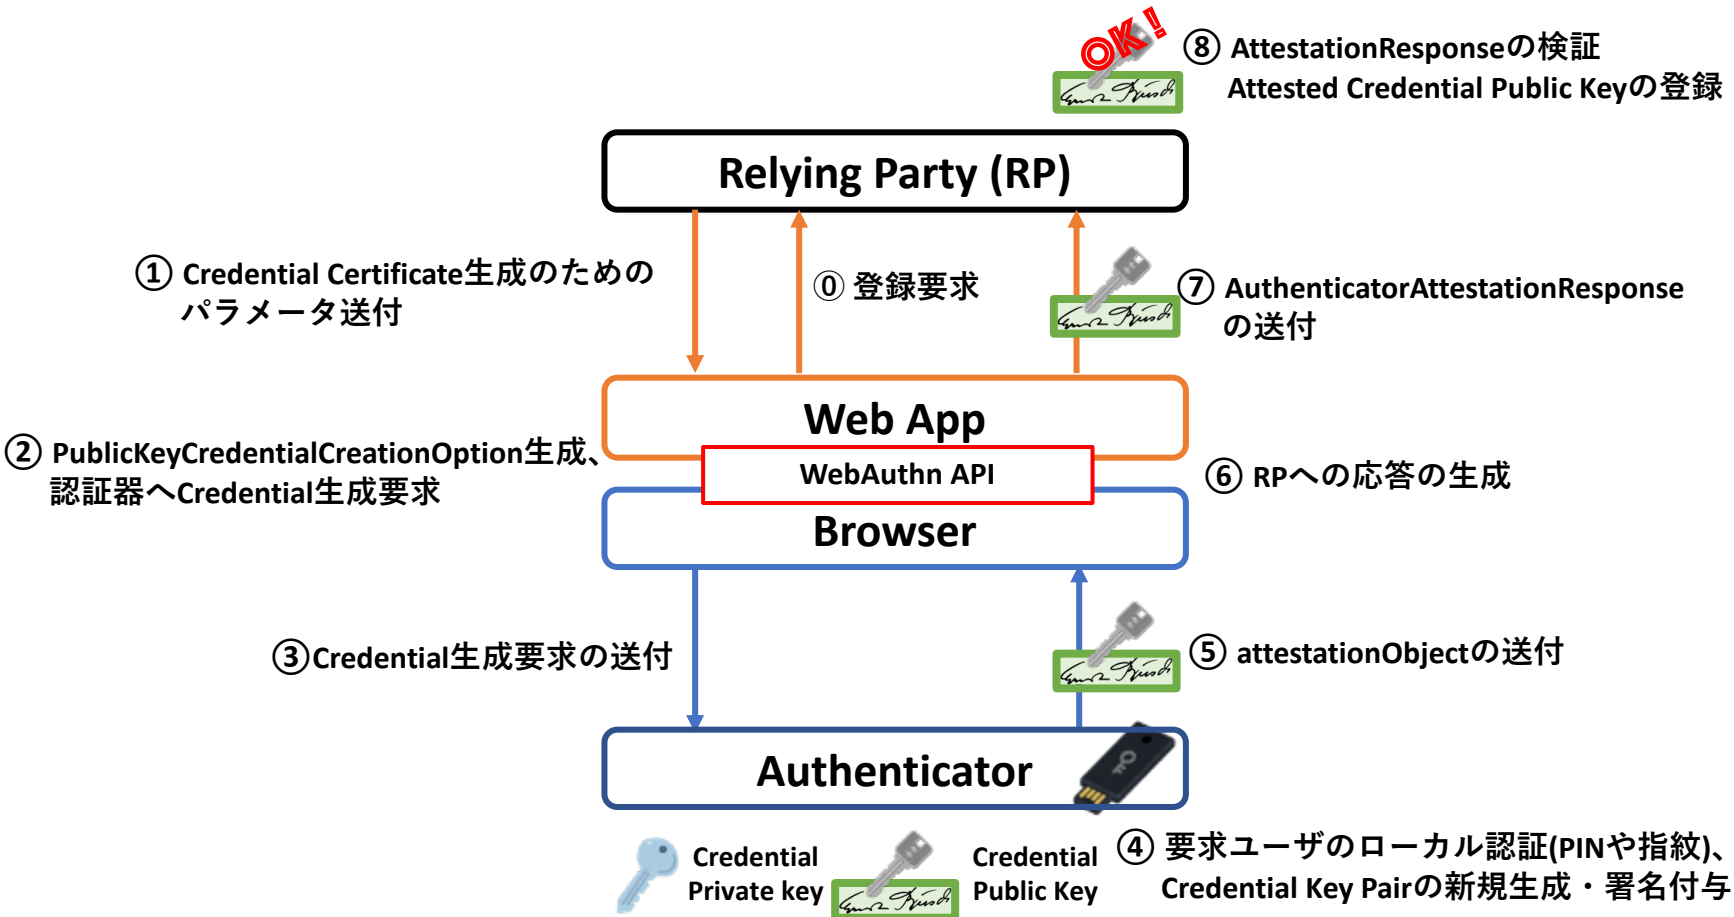 OK!
⑧ AttestationResponseの検証
Attested Credential Public Keyの登録
Relying Party (RP)
① Credential Certificate生成のための
パラメータ送付
⓪ 登録要求
⑦ AuthenticatorAttestationResponse
の送付
Web App
② PublicKeyCredentialCreationOption生成、
認証器へCredential生成要求
WebAuthn API
⑥ RPへの応答の生成
Browser
③Credential生成要求の送付
⑤ attestationObjectの送付
Authenticator
Credential
Private key
Credential
Public Key
④ 要求ユーザのローカル認証(PINや指紋)、
Credential Key Pairの新規生成・署名付与